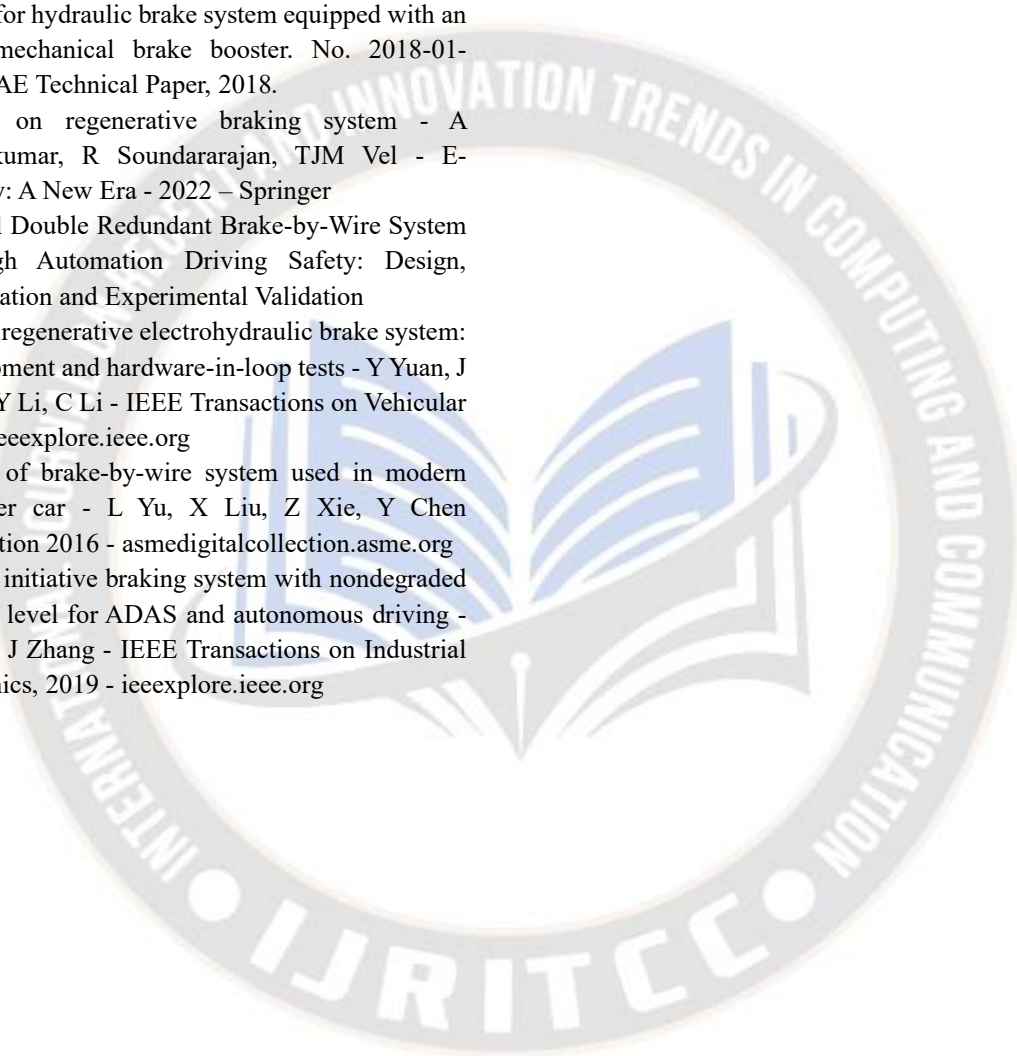 for hydraulic brake system equipped with an
mechanical brake booster. No. 2018-01-
AE Technical Paper, 2018.
on regenerative braking system - A
kumar, R Soundararajan, TJM Vel - E-
y: A New Era - 2022 – Springer
l Double Redundant Brake-by-Wire System
gh Automation Driving Safety: Design,
ation and Experimental Validation
regenerative electrohydraulic brake system:
pment and hardware-in-loop tests - Y Yuan, J
Y Li, C Li - IEEE Transactions on Vehicular
eeexplore.ieee.org
of brake-by-wire system used in modern
er car - L Yu, X Liu, Z Xie, Y Chen
tion 2016 - asmedigitalcollection.asme.org
initiative braking system with nondegraded
level for ADAS and autonomous driving -
J Zhang - IEEE Transactions on Industrial
nics, 2019 - ieeexplore.ieee.org
INTERNATIONAL JOURNAL ON RECENT AND INNOVATION TRENDS IN COMPUTING AND COMMUNICATION
IJRITCC